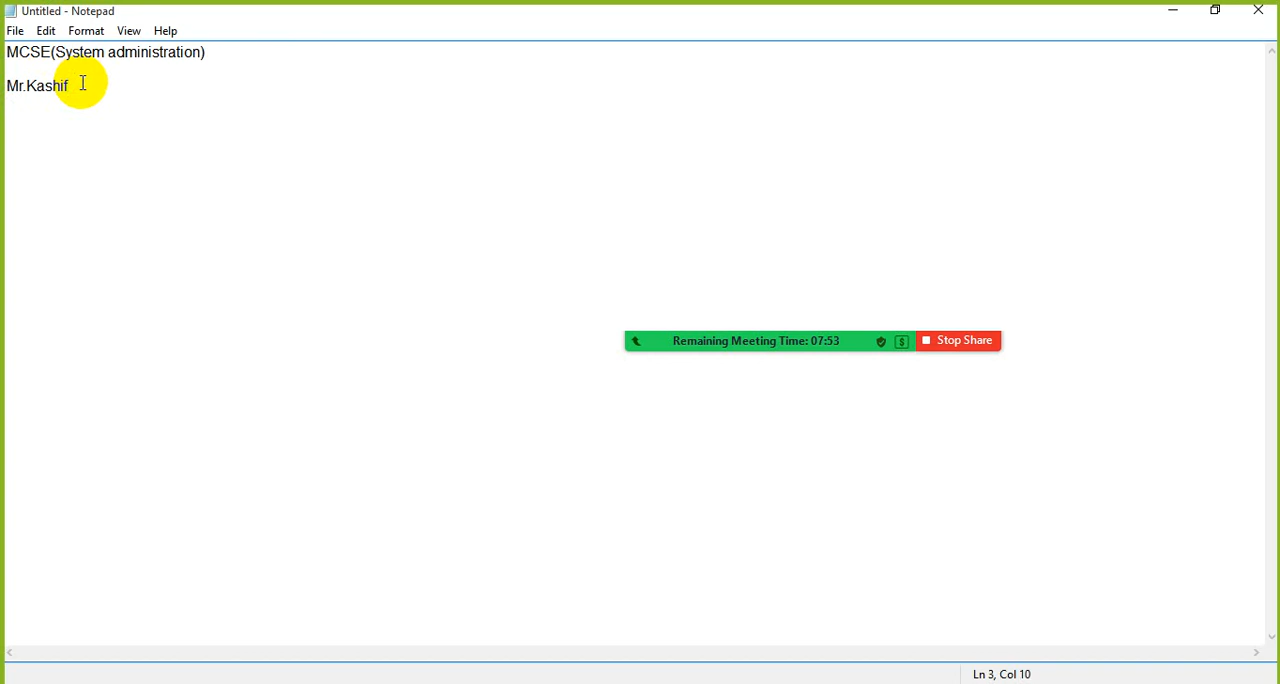 Untitled - Notepad
File Edit Format View Help
MCSE(System administration)
Mr.Kashif
Remaining Meeting Time: 07:53 $ Stop Share
Ln 3, Col 10